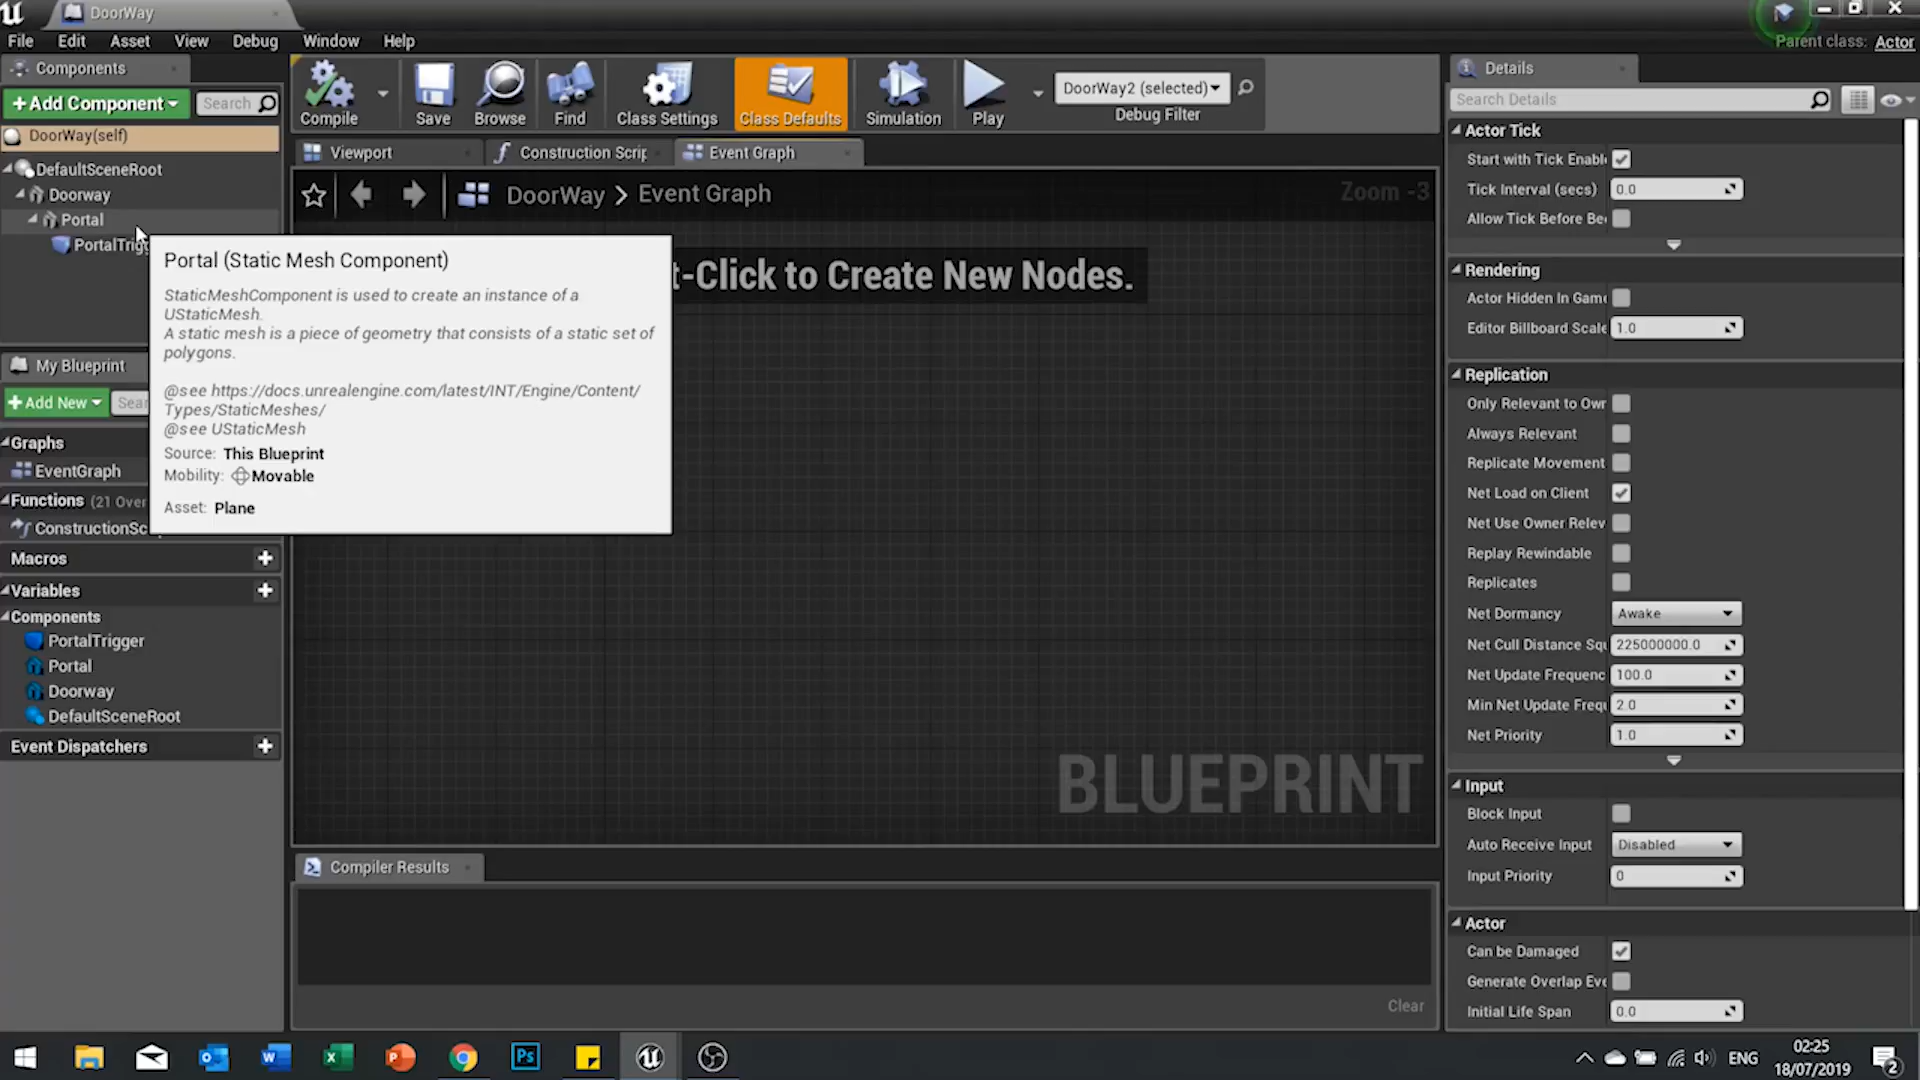 DoorWay
File Edit Asset View Debug Window Help
Parent class: Actor
Components
+Add Component
Search
DoorWay(self)
DefaultSceneRoot
Doorway
Portal
PortalTrigg
Compile
Save
Browse
Find
Class Settings
Class Defaults
Simulation
Play
DoorWay2 (selected)
Debug Filter
Viewport
Construction Scrip
Event Graph
DoorWay > Event Graph
Zoom -3
t-Click to Create New Nodes.
Portal (Static Mesh Component)
StaticMeshComponent is used to create an instance of a
UStaticMesh.
A static mesh is a piece of geometry that consists of a static set of
polygons.
@see https://docs.unrealengine.com/latest/INT/Engine/Content/
Types/StaticMeshes/
@see UStaticMesh
Source: This Blueprint
Mobility: Movable
Asset: Plane
My Blueprint
+Add New
Sear
Graphs
EventGraph
Functions (21 Over
ConstructionSc
Macros
Variables
Components
PortalTrigger
Portal
Doorway
DefaultSceneRoot
Event Dispatchers
BLUEPRINT
Compiler Results
Clear
Details
Search Details
Actor Tick
Start with Tick Enabl
Tick Interval (secs) 0.0
Allow Tick Before Be
Rendering
Actor Hidden In Game
Editor Billboard Scale 1.0
Replication
Only Relevant to Owr
Always Relevant
Replicate Movement
Net Load on Client
Net Use Owner Relev
Replay Rewindable
Replicates
Net Dormancy Awake
Net Cull Distance Squ 225000000.0
Net Update Frequenc 100.0
Min Net Update Frequ 2.0
Net Priority 1.0
Input
Block Input
Auto Receive Input Disabled
Input Priority 0
Actor
Can be Damaged
Generate Overlap Eve
Initial Life Span 0.0
ENG
02:25
18/07/2019
2